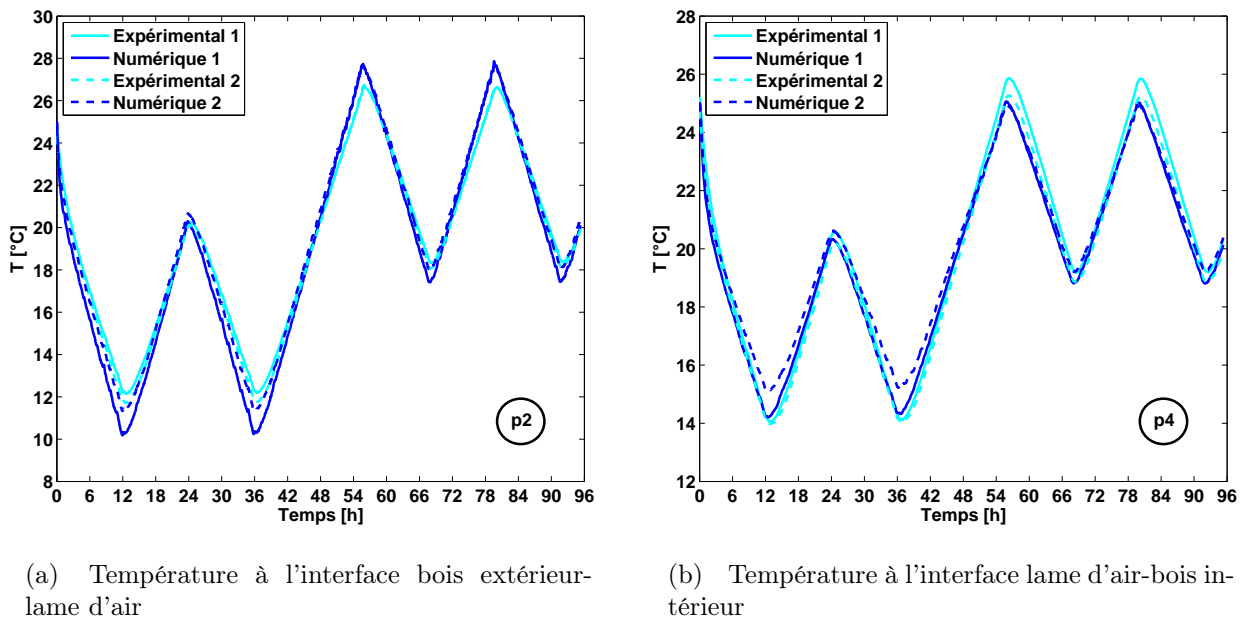 30
28
26
24
22
20
18
16
14
12
10
8
T [°C]
0 6 12 18 24 30 36 42 48 54 60 66 72 78 84 90 96
Temps [h]
Expérimental 1
Numérique 1
Expérimental 2
Numérique 2
p2
28
26
24
22
20
18
16
14
12
T [°C]
0 6 12 18 24 30 36 42 48 54 60 66 72 78 84 90 96
Temps [h]
Expérimental 1
Numérique 1
Expérimental 2
Numérique 2
p4
(a) Température à l'interface bois extérieur-
lame d'air
(b) Température à l'interface lame d'air-bois in-
térieur